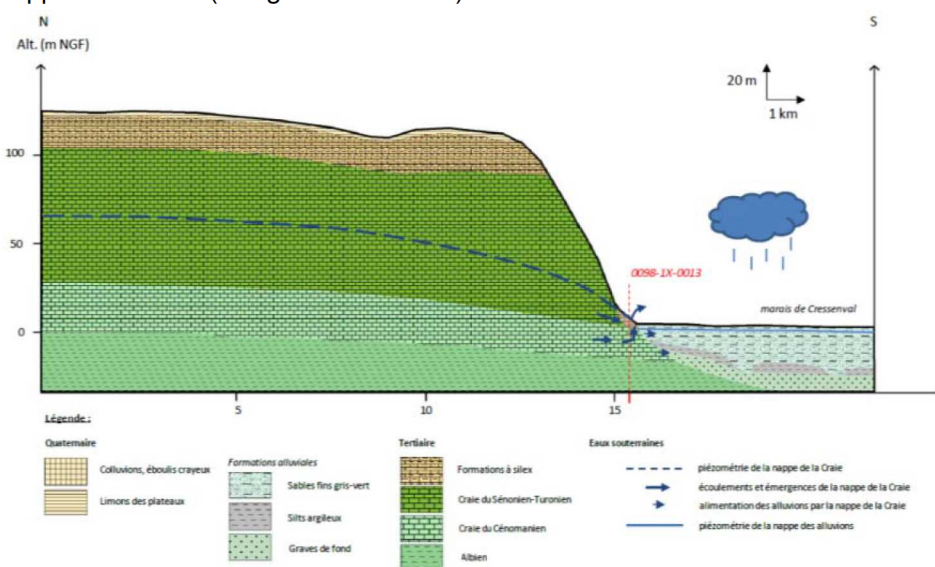 N
S
Alt. (m NGF)
20 m
1 km
100
50
0
0098-1X-0013
marais de Cressenval
5
10
15
Légende :
Quaternaire
Colluvions, éboulis crayeux
Limons des plateaux
Formations alluviales
Sables fins gris-vert
Silts argileux
Graves de fond
Tertiaire
Formations à silex
Craie du Sénonien-Turonien
Craie du Cénomanien
Albien
Eaux souterraines
piézométrie de la nappe de la Craie
écoulements et émergences de la nappe de la Craie
alimentation des alluvions par la nappe de la Craie
piézométrie de la nappe des alluvions